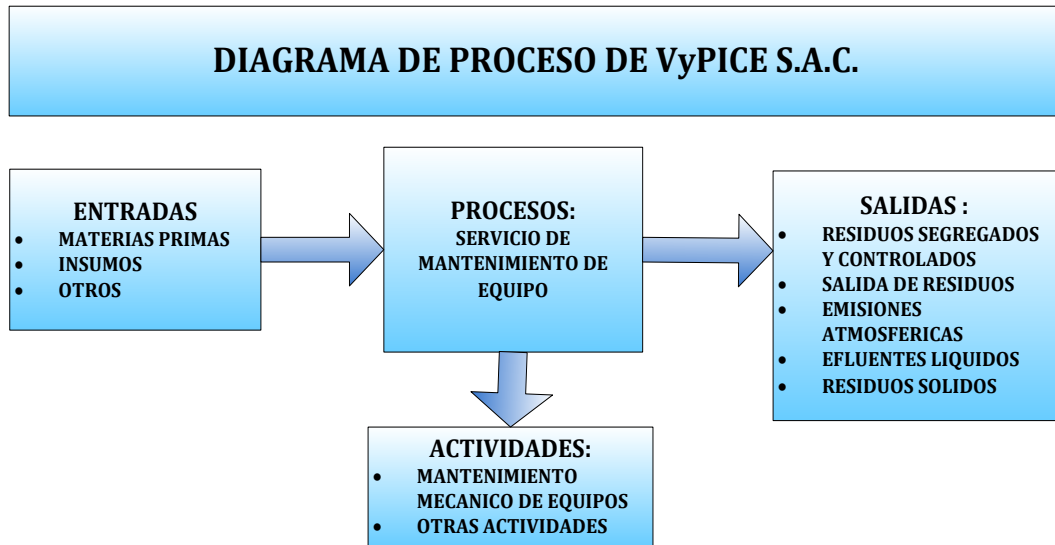 DIAGRAMA DE PROCESO DE VyPICE S.A.C.
ENTRADAS
• MATERIAS PRIMAS
• INSUMOS
• OTROS
PROCESOS:
SERVICIO DE
MANTENIMIENTO DE
EQUIPO
SALIDAS :
• RESIDUOS SEGREGADOS
Y CONTROLADOS
• SALIDA DE RESIDUOS
• EMISIONES
ATMOSFERICAS
• EFLUENTES LIQUIDOS
• RESIDUOS SOLIDOS
ACTIVIDADES:
• MANTENIMIENTO
MECANICO DE EQUIPOS
• OTRAS ACTIVIDADES